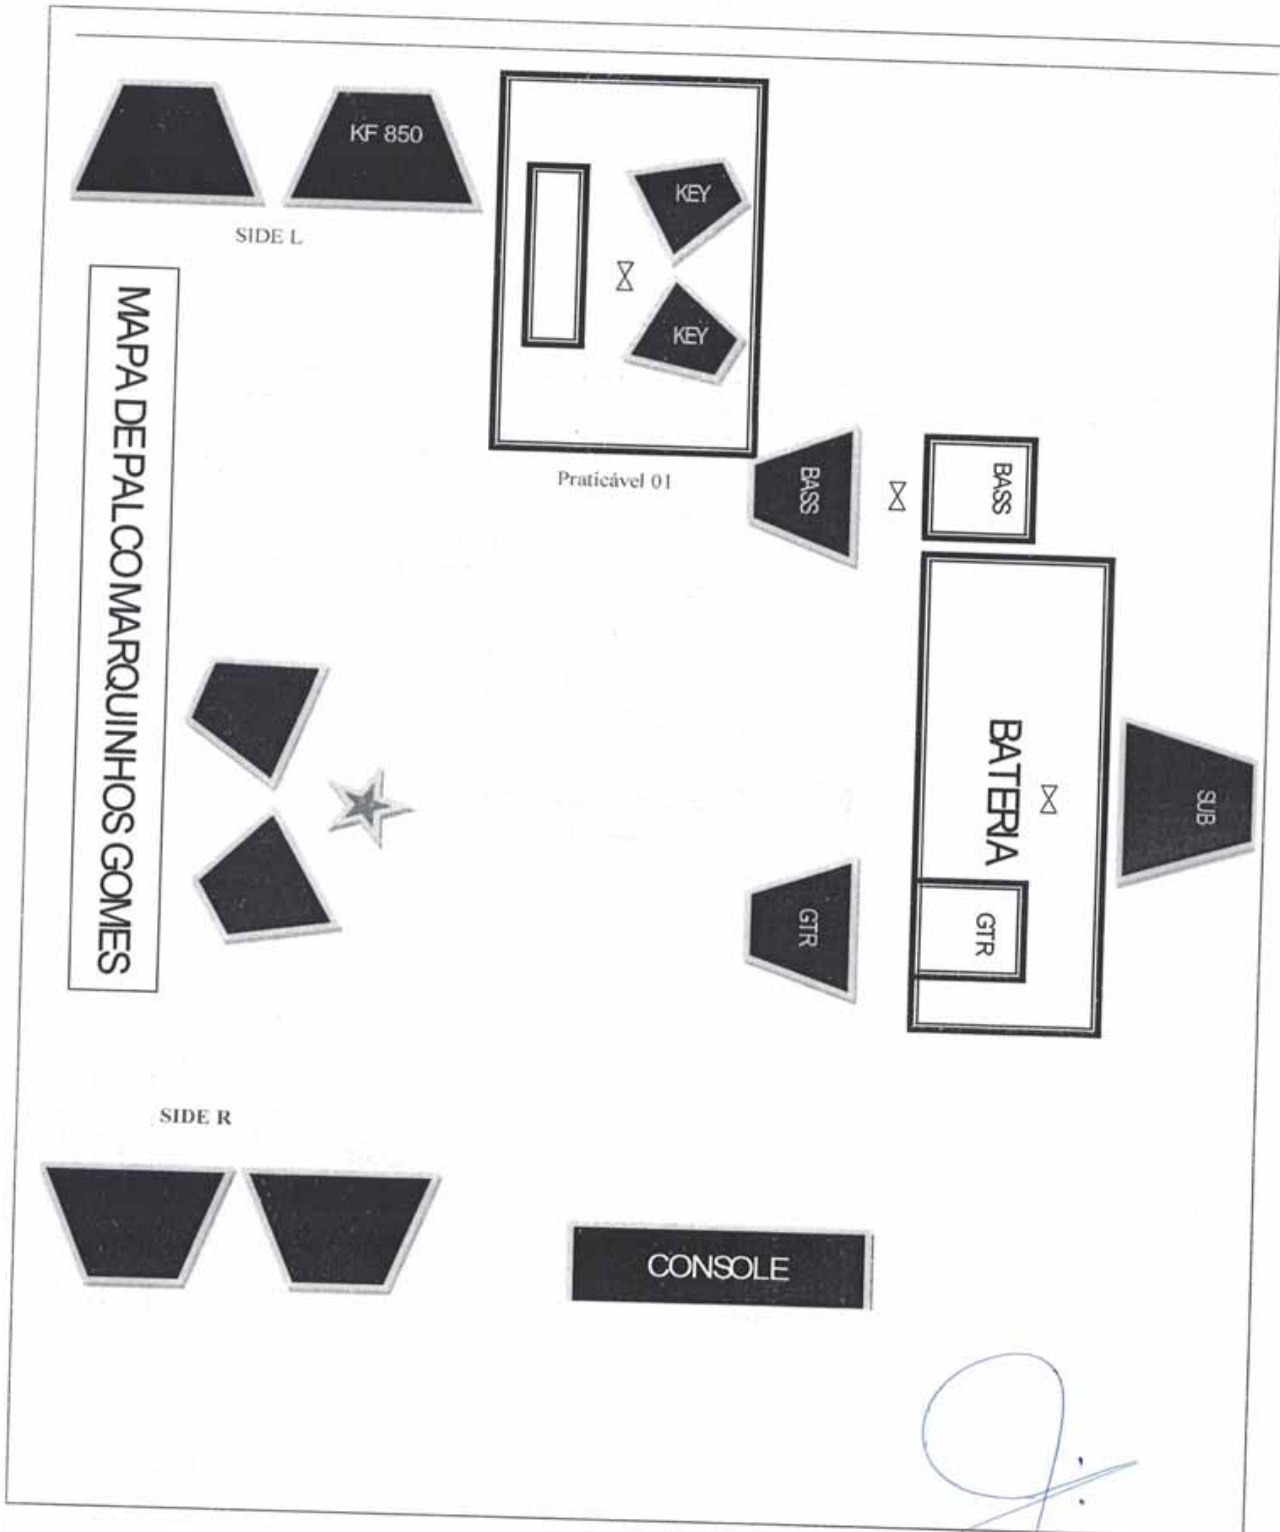 KF 850
SIDE L
KEY
KEY
Praticável 01
BASS
BASS
MAPA DE PALCO MARQUINHOS GOMES
BATERIA
SUB
GTR
GTR
SIDE R
CONSOLE